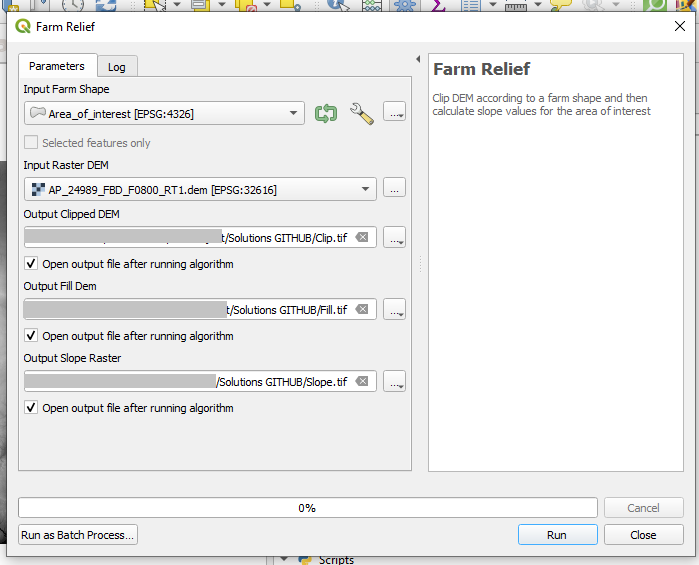 Farm Relief
Parameters
Log
Input Farm Shape
Area_of_interest [EPSG:4326]
...
Selected features only
Input Raster DEM
AP_24989_FBD_F0800_RT1.dem [EPSG:32616]
...
Output Clipped DEM
/Solutions GITHUB/Clip.tif
...
Open output file after running algorithm
Output Fill Dem
t/Solutions GITHUB/Fill.tif
...
Open output file after running algorithm
Output Slope Raster
/Solutions GITHUB/Slope.tif
...
Open output file after running algorithm
Farm Relief
Clip DEM according to a farm shape and then
calculate slope values for the area of interest
0%
Cancel
Run as Batch Process...
Run
Close
Scripts